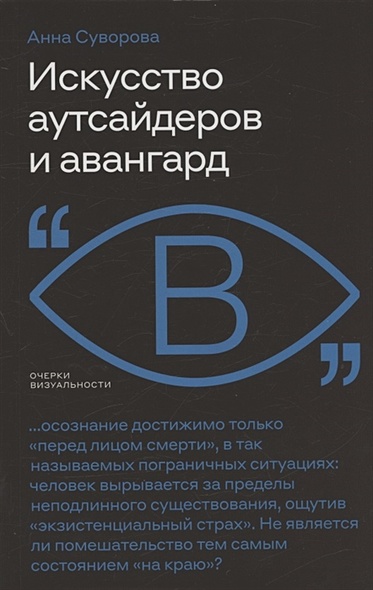 Анна Суворова
Искусство
аутсайдеров
и авангард
“
В
”
ОЧЕРКИ
ВИЗУАЛЬНОСТИ
...осознание достижимо только
«перед лицом смерти», в так
называемых пограничных ситуациях:
человек вырывается за пределы
неподлинного существования, ощутив
«экзистенциальный страх». Не является
ли помешательство тем самым
состоянием «на краю»?